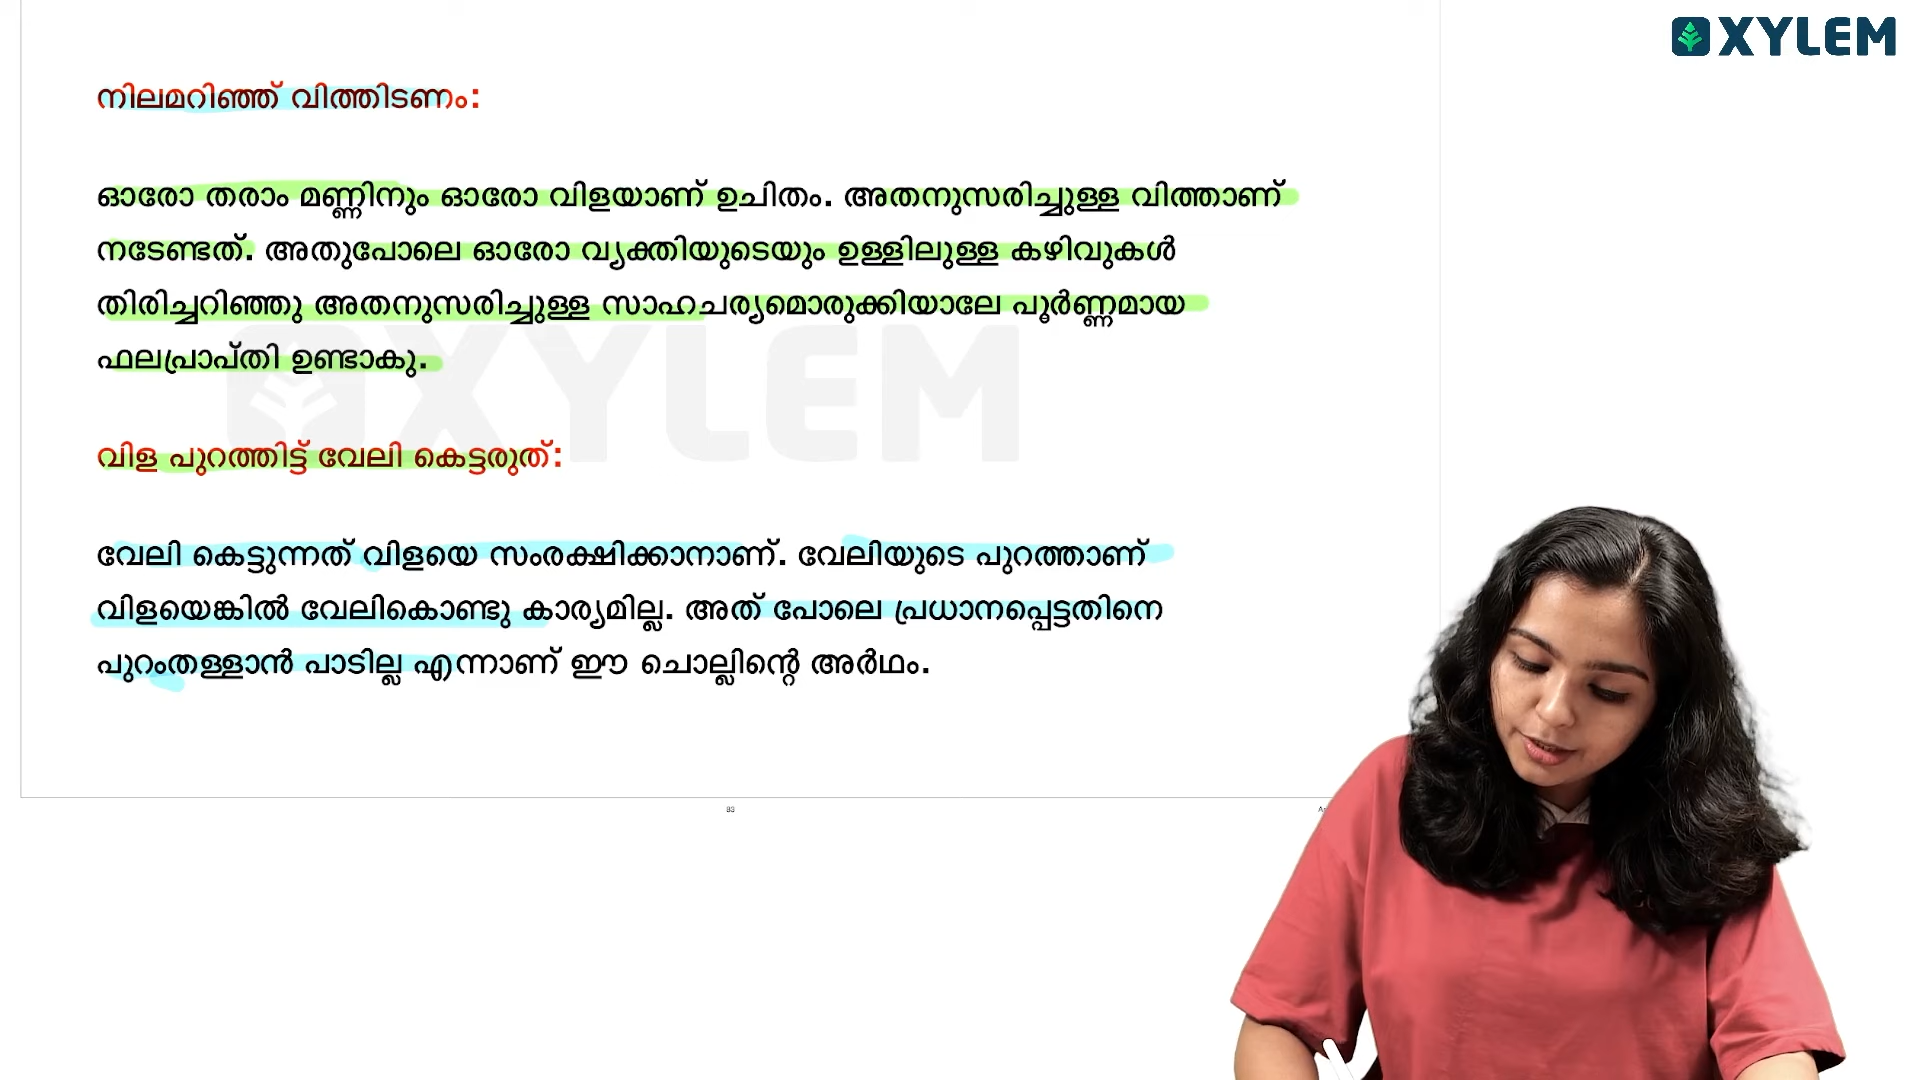 XYLEM
നിലമറിഞ്ഞ് വിത്തിടണം:
ഓരോ തരാം മണ്ണിനും ഓരോ വിളയാണ് ഉചിതം. അതനുസരിച്ചുള്ള വിത്താണ്
നടേണ്ടത്. അതുപോലെ ഓരോ വ്യക്തിയുടെയും ഉള്ളിലുള്ള കഴിവുകൾ
തിരിച്ചറിഞ്ഞു അതനുസരിച്ചുള്ള സാഹചര്യമൊരുക്കിയാലേ പൂർണ്ണമായ
ഫലപ്രാപ്തി ഉണ്ടാകു.
XYLEM
വിള പുറത്തിട്ട് വേലി കെട്ടരുത്:
വേലി കെട്ടുന്നത് വിളയെ സംരക്ഷിക്കാനാണ്. വേലിയുടെ പുറത്താണ്
വിളയെങ്കിൽ വേലികൊണ്ടു കാര്യമില്ല. അത് പോലെ പ്രധാനപ്പെട്ടതിനെ
പുറംതള്ളാൻ പാടില്ല എന്നാണ് ഈ ചൊല്ലിന്റെ അർഥം.
83